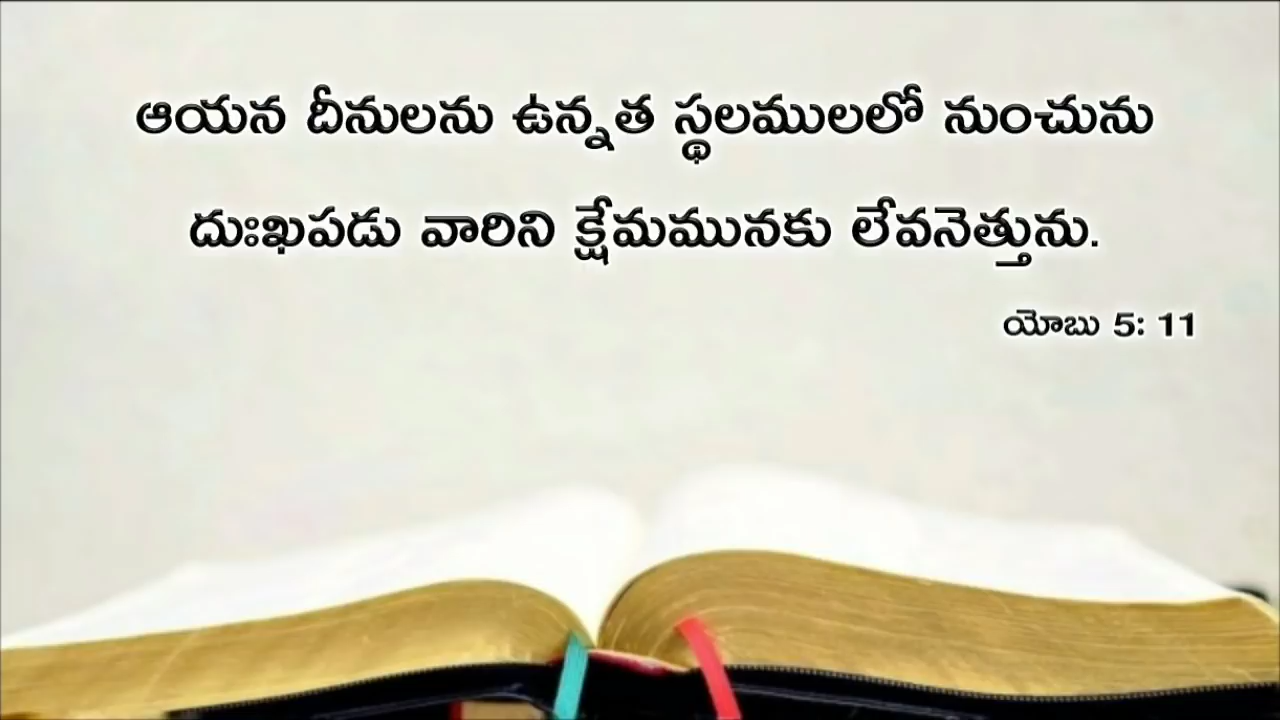 ఆయన దీనులను ఉన్నత స్థలములలో నుంచును
దుఃఖపడు వారిని క్షేమమునకు లేవనెత్తును.
యోబు 5: 11